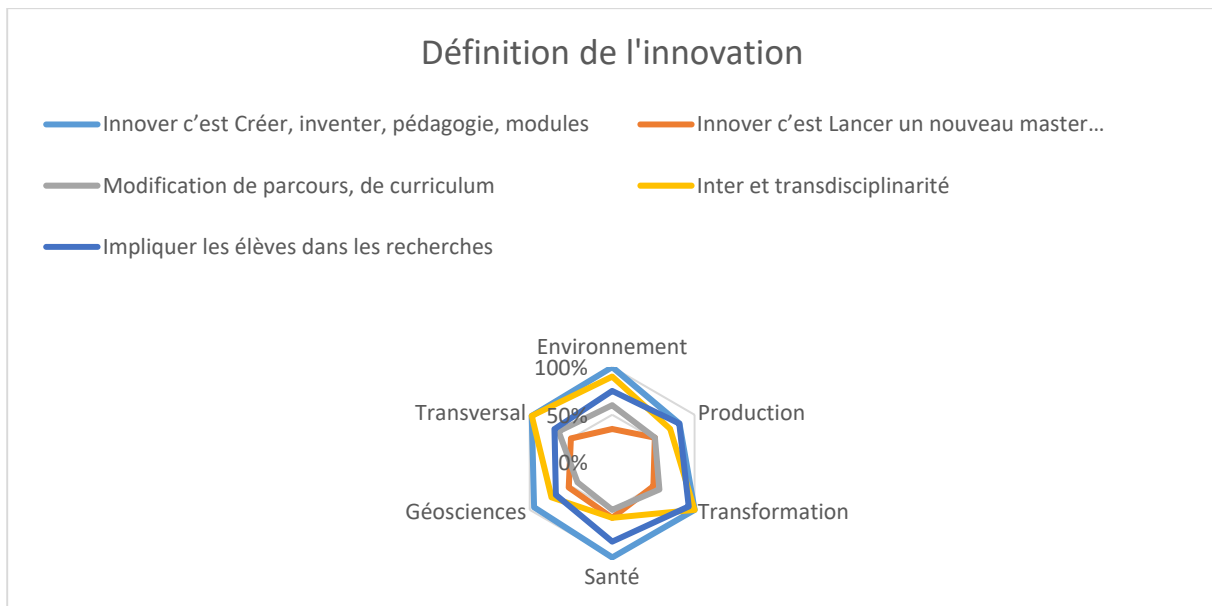 Définition de l'innovation
Innover c’est Créer, inventer, pédagogie, modules
Innover c’est Lancer un nouveau master…
Modification de parcours, de curriculum
Inter et transdisciplinarité
Impliquer les élèves dans les recherches
Environnement
100%
Transversal
50%
Production
0%
Géosciences
Transformation
Santé